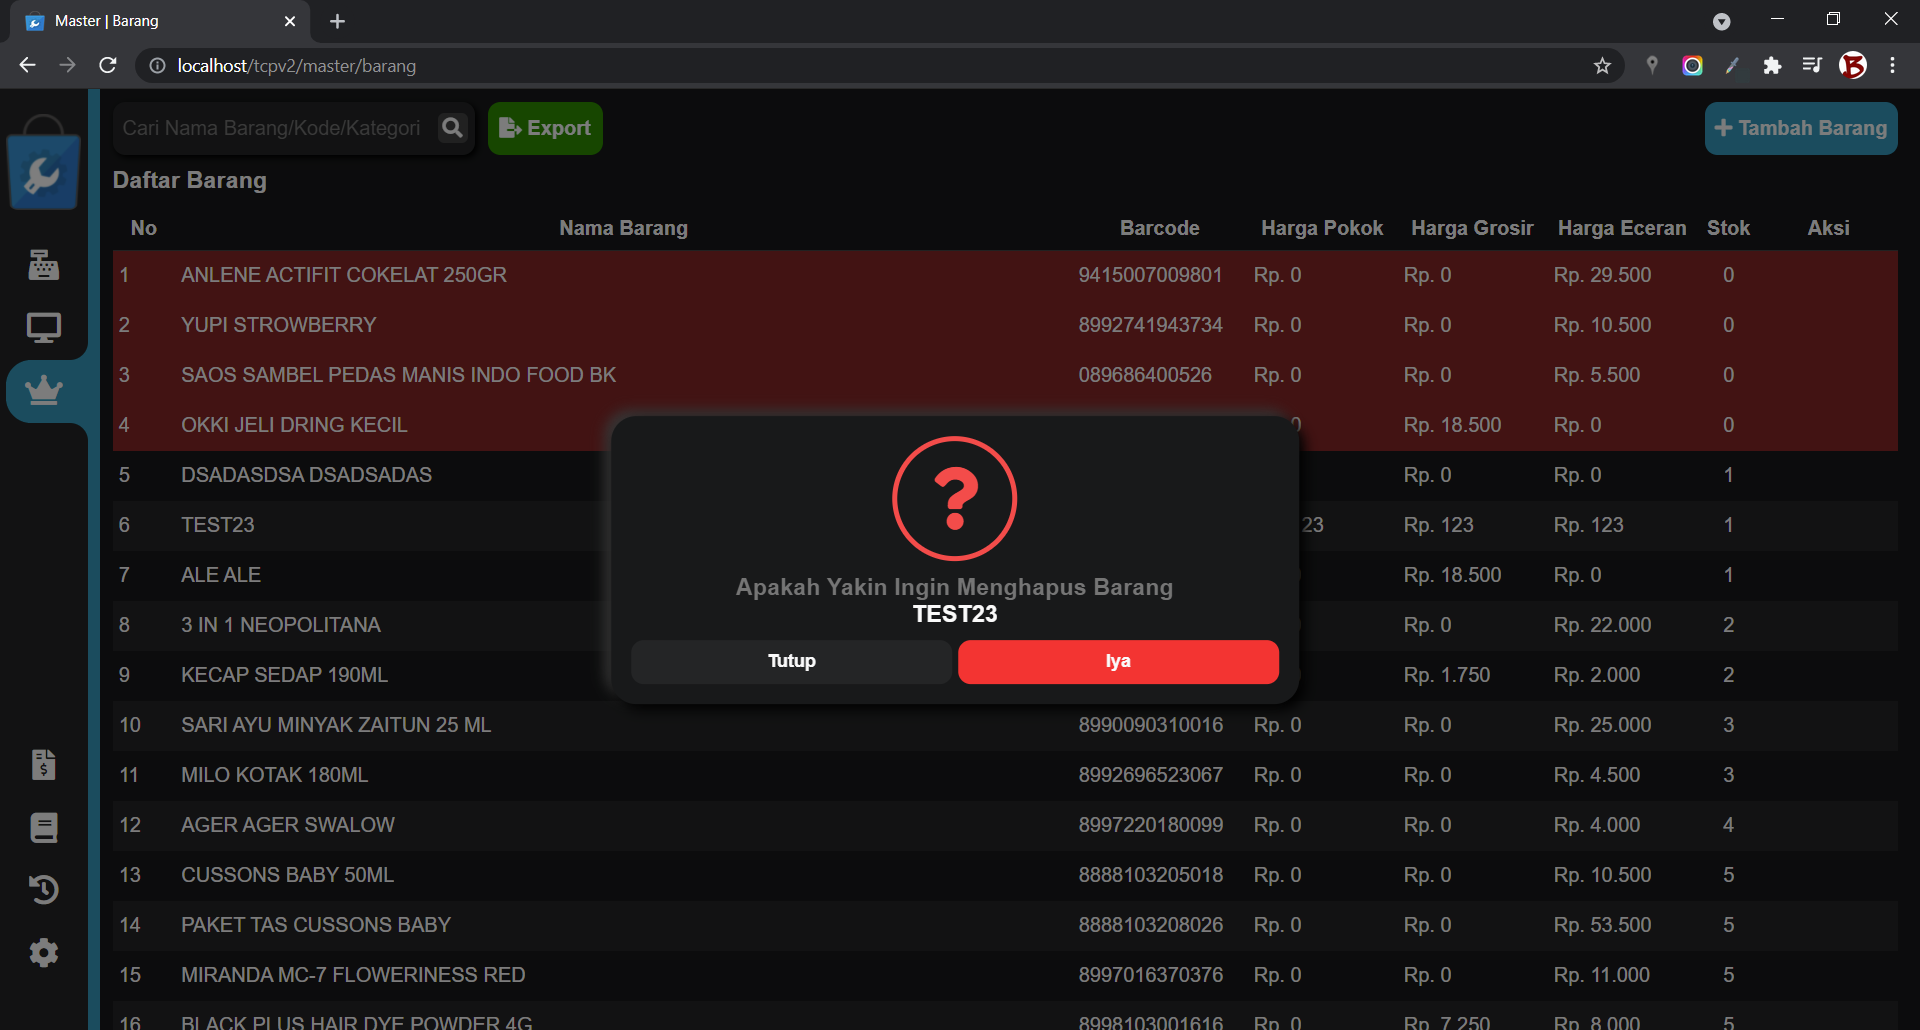 Master | Barang
localhost/tcpv2/master/barang
Cari Nama Barang/Kode/Kategori
Export
Tambah Barang
Daftar Barang
No Nama Barang Barcode Harga Pokok Harga Grosir Harga Eceran Stok Aksi
1 ANLENE ACTIFIT COKELAT 250GR 9415007009801 Rp. 0 Rp. 0 Rp. 29.500 0
2 YUPI STROWBERRY 8992741943734 Rp. 0 Rp. 0 Rp. 10.500 0
3 SAOS SAMBEL PEDAS MANIS INDO FOOD BK 089686400526 Rp. 0 Rp. 0 Rp. 5.500 0
4 OKKI JELI DRING KECIL Rp. 18.500 Rp. 0 0
5 DSADASDSA DSADSADAS Rp. 0 Rp. 0 1
6 TEST23 23 Rp. 123 Rp. 123 1
7 ALE ALE Rp. 18.500 Rp. 0 1
8 3 IN 1 NEOPOLITANA Rp. 0 Rp. 22.000 2
9 KECAP SEDAP 190ML Rp. 1.750 Rp. 2.000 2
10 SARI AYU MINYAK ZAITUN 25 ML 8990090310016 Rp. 0 Rp. 0 Rp. 25.000 3
11 MILO KOTAK 180ML 8992696523067 Rp. 0 Rp. 0 Rp. 4.500 3
12 AGER AGER SWALOW 8997220180099 Rp. 0 Rp. 0 Rp. 4.000 4
13 CUSSONS BABY 50ML 8888103205018 Rp. 0 Rp. 0 Rp. 10.500 5
14 PAKET TAS CUSSONS BABY 8888103208026 Rp. 0 Rp. 0 Rp. 53.500 5
15 MIRANDA MC-7 FLOWERINESS RED 8997016370376 Rp. 0 Rp. 0 Rp. 11.000 5
16 BLACK PLUS HAIR DYE POWDER 4G 8998103001616 Rp. 0 Rp. 7.250 Rp. 8.000 5
Apakah Yakin Ingin Menghapus Barang
TEST23
Tutup
Iya